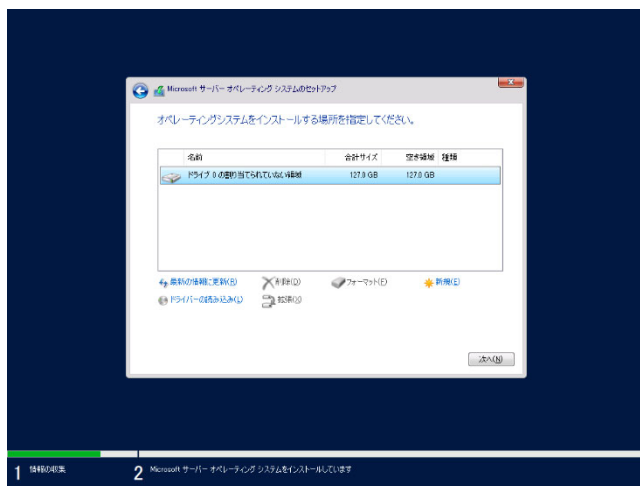 Microsoft サーバー オペレーティング システムのセットアップ
オペレーティングシステムをインストールする場所を指定してください。
名前 合計サイズ 空き領域 種類
ドライブ 0 の割り当てられていない領域 127.0 GB 127.0 GB
最新の情報に更新(R) 削除(D) フォーマット(F) 新規(E)
ドライバーの読み込み(L) 拡張(X)
次へ(N)
1 情報の収集 2 Microsoft サーバー オペレーティング システムをインストールしています